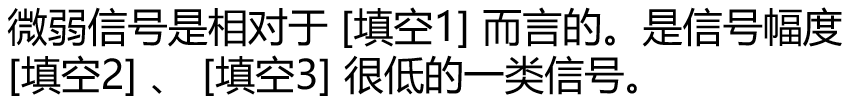 微弱信号是相对于 [填空1] 而言的。是信号幅度
[填空2] 、 [填空3] 很低的一类信号。